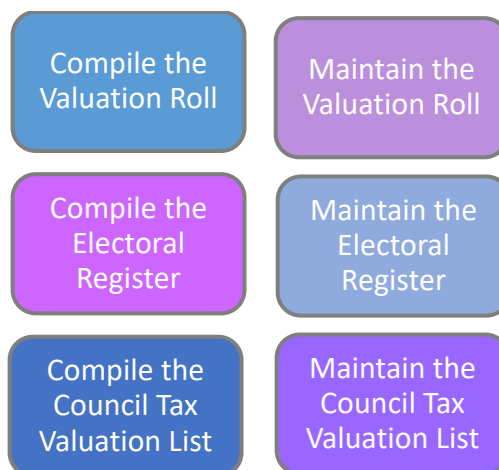 Compile the
Valuation Roll
Maintain the
Valuation Roll
Compile the
Electoral
Register
Maintain the
Electoral
Register
Compile the
Council Tax
Valuation List
Maintain the
Council Tax
Valuation List